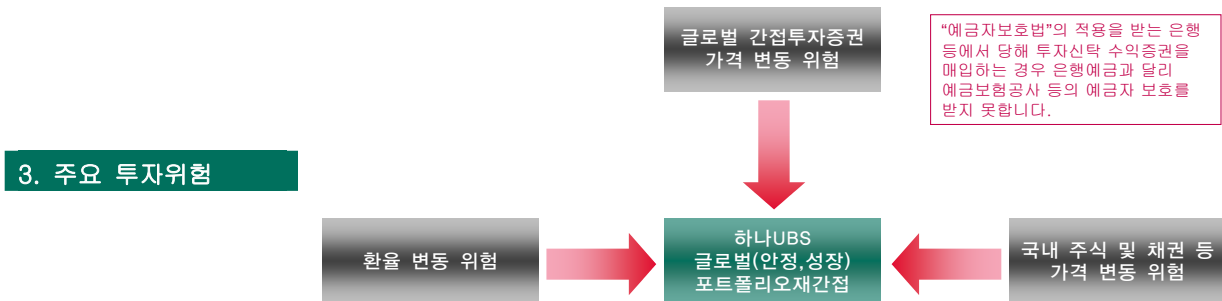 글로벌 간접투자증권
가격 변동 위험
“예금자보호법”의 적용을 받는 은행
등에서 당해 투자신탁 수익증권을
매입하는 경우 은행예금과 달리
예금보험공사 등의 예금자 보호를
받지 못합니다.
3. 주요 투자위험
환율 변동 위험
하나UBS
글로벌(안정,성장)
포트폴리오재간접
국내 주식 및 채권 등
가격 변동 위험